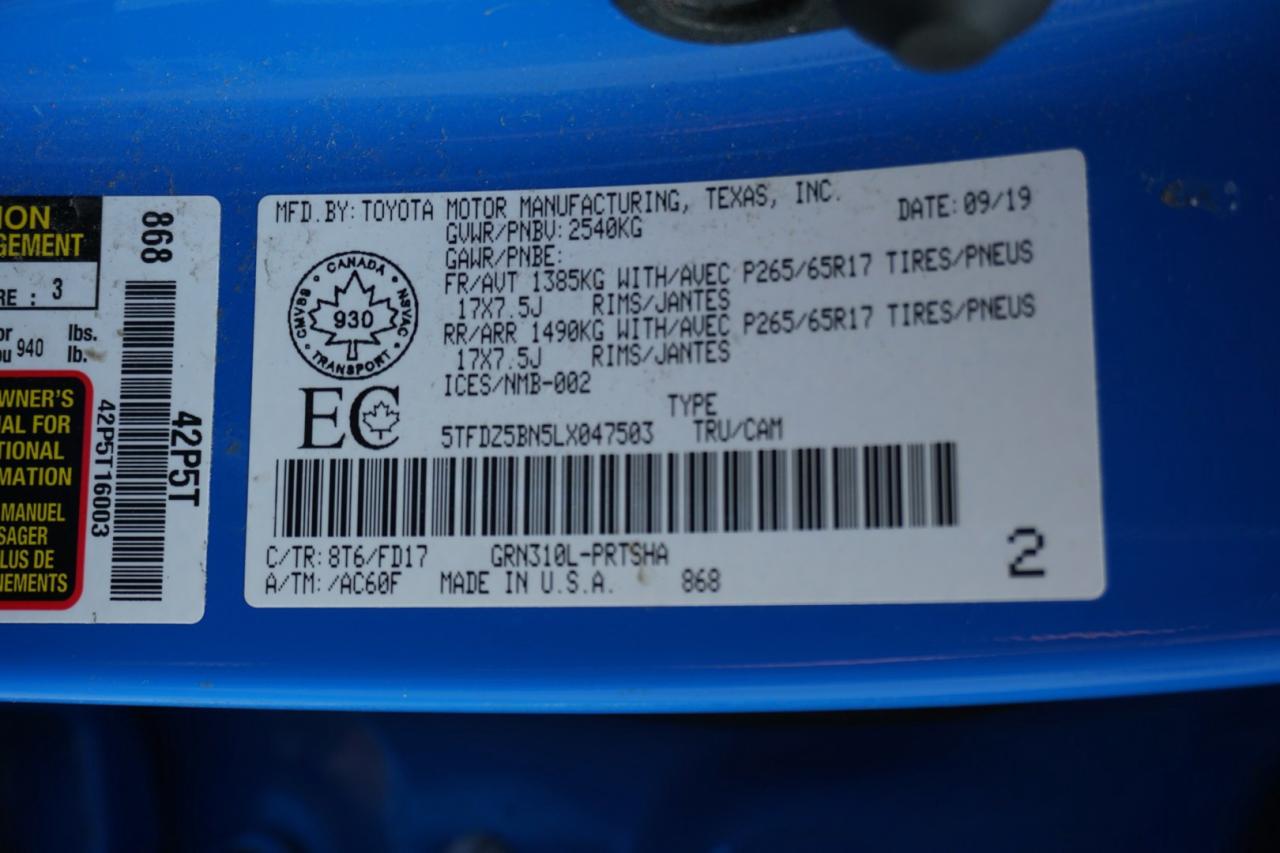 ION
GEMENT
RE : 3
or lbs.
ou 940 lb.
WNER'S
AL FOR
TIONAL
MATION
MANUEL
SAGER
LUS DE
NEMENTS
868
42P5T
42P5T16003
MFD.BY: TOYOTA MOTOR MANUFACTURING, TEXAS, INC. DATE: 09/19
GVWR/PNBV: 2540KG
GAWR/PNBE:
FR/AVT 1385KG WITH/AVEC P265/65R17 TIRES/PNEUS
17X7.5J RIMS/JANTES
RR/ARR 1490KG WITH/AVEC P265/65R17 TIRES/PNEUS
17X7.5J RIMS/JANTES
ICES/NMB-002
CANADA
CMVSS NSVAC
930
TRANSPORT
EC
TYPE
5TFDZ5BN5LX047503 TRU/CAM
C/TR: 8T6/FD17 GRN310L-PRTSHA
A/TM: /AC60F MADE IN U.S.A. 868
2